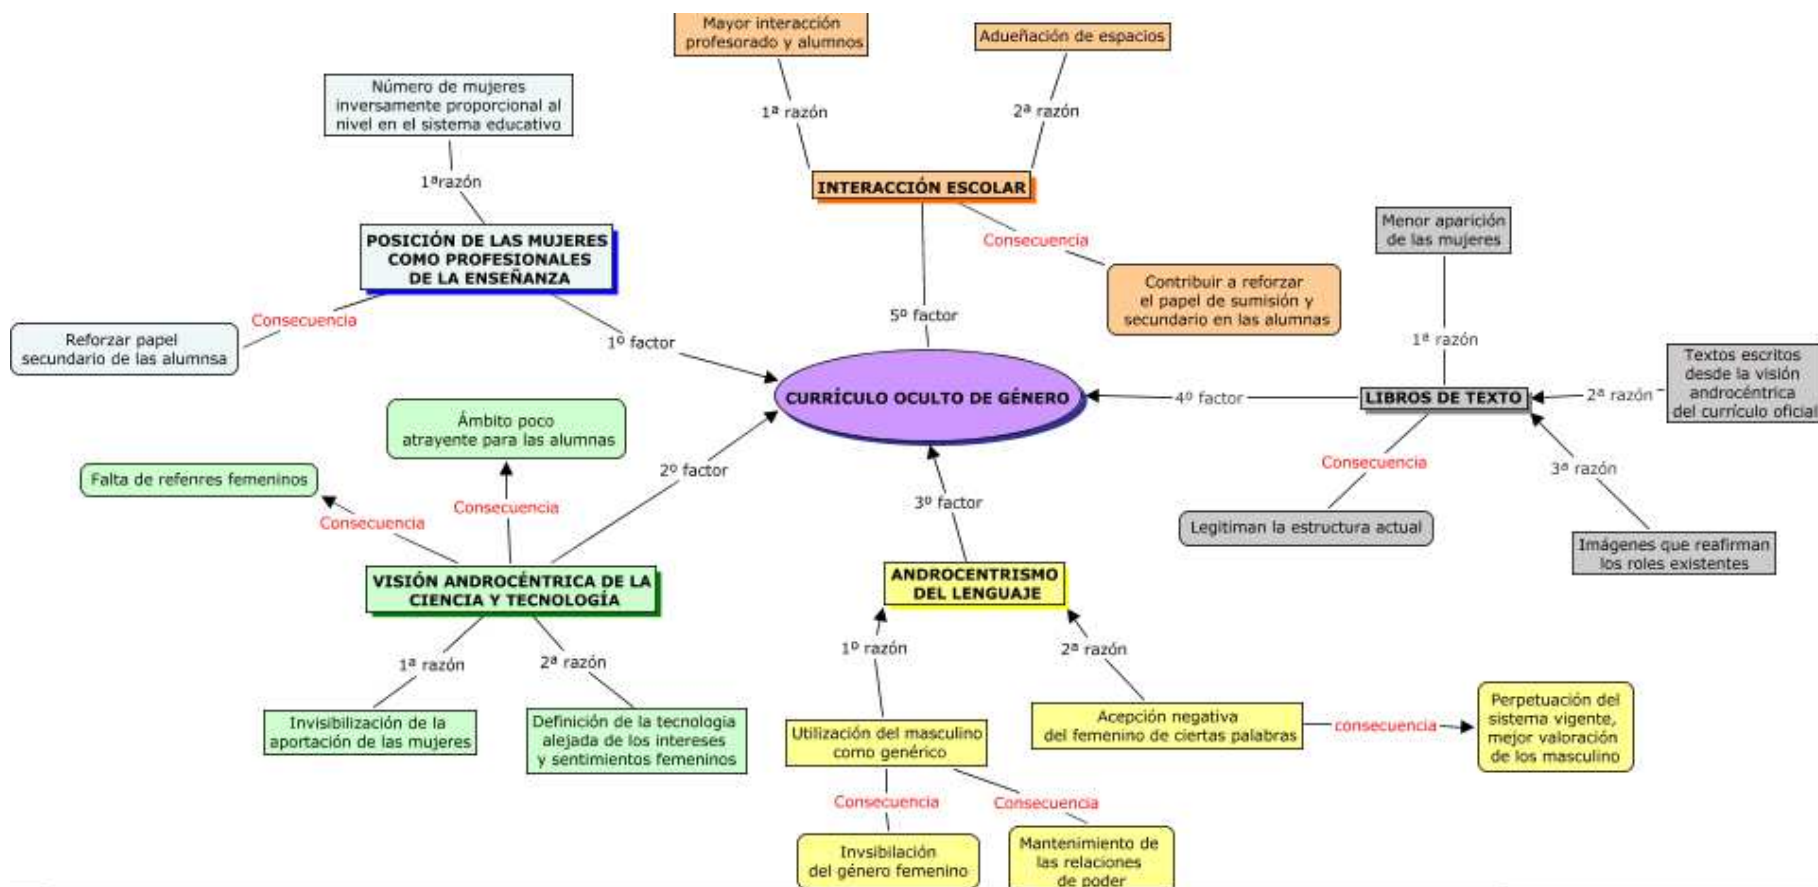 Mayor interacción
profesorado y alumnos
Adueñación de espacios
1ª razón
2ª razón
INTERACCIÓN ESCOLAR
Consecuencia
Contribuir a reforzar
el papel de sumisión y
secundario en las alumnas
5º factor
Número de mujeres
inversamente proporcional al
nivel en el sistema educativo
1ªrazón
POSICIÓN DE LAS MUJERES
COMO PROFESIONALES
DE LA ENSEÑANZA
Consecuencia
Reforzar papel
secundario de las alumnsa
1º factor
CURRÍCULO OCULTO DE GÉNERO
Menor aparición
de las mujeres
1ª razón
Textos escritos
desde la visión
androcéntrica
del currículo oficial
2ª razón
LIBROS DE TEXTO
4º factor
Consecuencia
Legitiman la estructura actual
3ª razón
Imágenes que reafirman
los roles existentes
Ámbito poco
atrayente para las alumnas
Falta de refenres femeninos
Consecuencia
Consecuencia
2º factor
VISIÓN ANDROCÉNTRICA DE LA
CIENCIA Y TECNOLOGÍA
1ª razón
2ª razón
Invisibilización de la
aportación de las mujeres
Definición de la tecnologia
alejada de los intereses
y sentimientos femeninos
3º factor
ANDROCENTRISMO
DEL LENGUAJE
1º razón
2ª razón
Utilización del masculino
como genérico
Acepción negativa
del femenino de ciertas palabras
consecuencia
Perpetuación del
sistema vigente,
mejor valoración
de los masculino
Consecuencia
Consecuencia
Invsibilación
del género femenino
Mantenimiento de
las relaciones
de poder